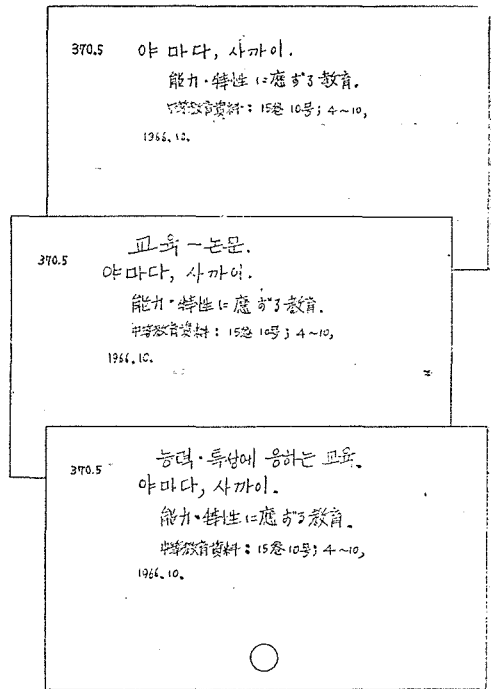 370.5 야마다, 사까이.
能力·特性に應ずる教育.
中等教育資料: 15卷 10号; 4~10,
1966.10.
교육-논문.
370.5
야마다, 사까이.
能力·特性に應ずる教育.
中等教育資料: 15卷 10号; 4~10,
1966.10.
능력·특성에 응하는 교육.
370.5
야마다, 사까이.
能力·特性に應ずる教育.
中等教育資料: 15卷 10号; 4~10,
1966.10.